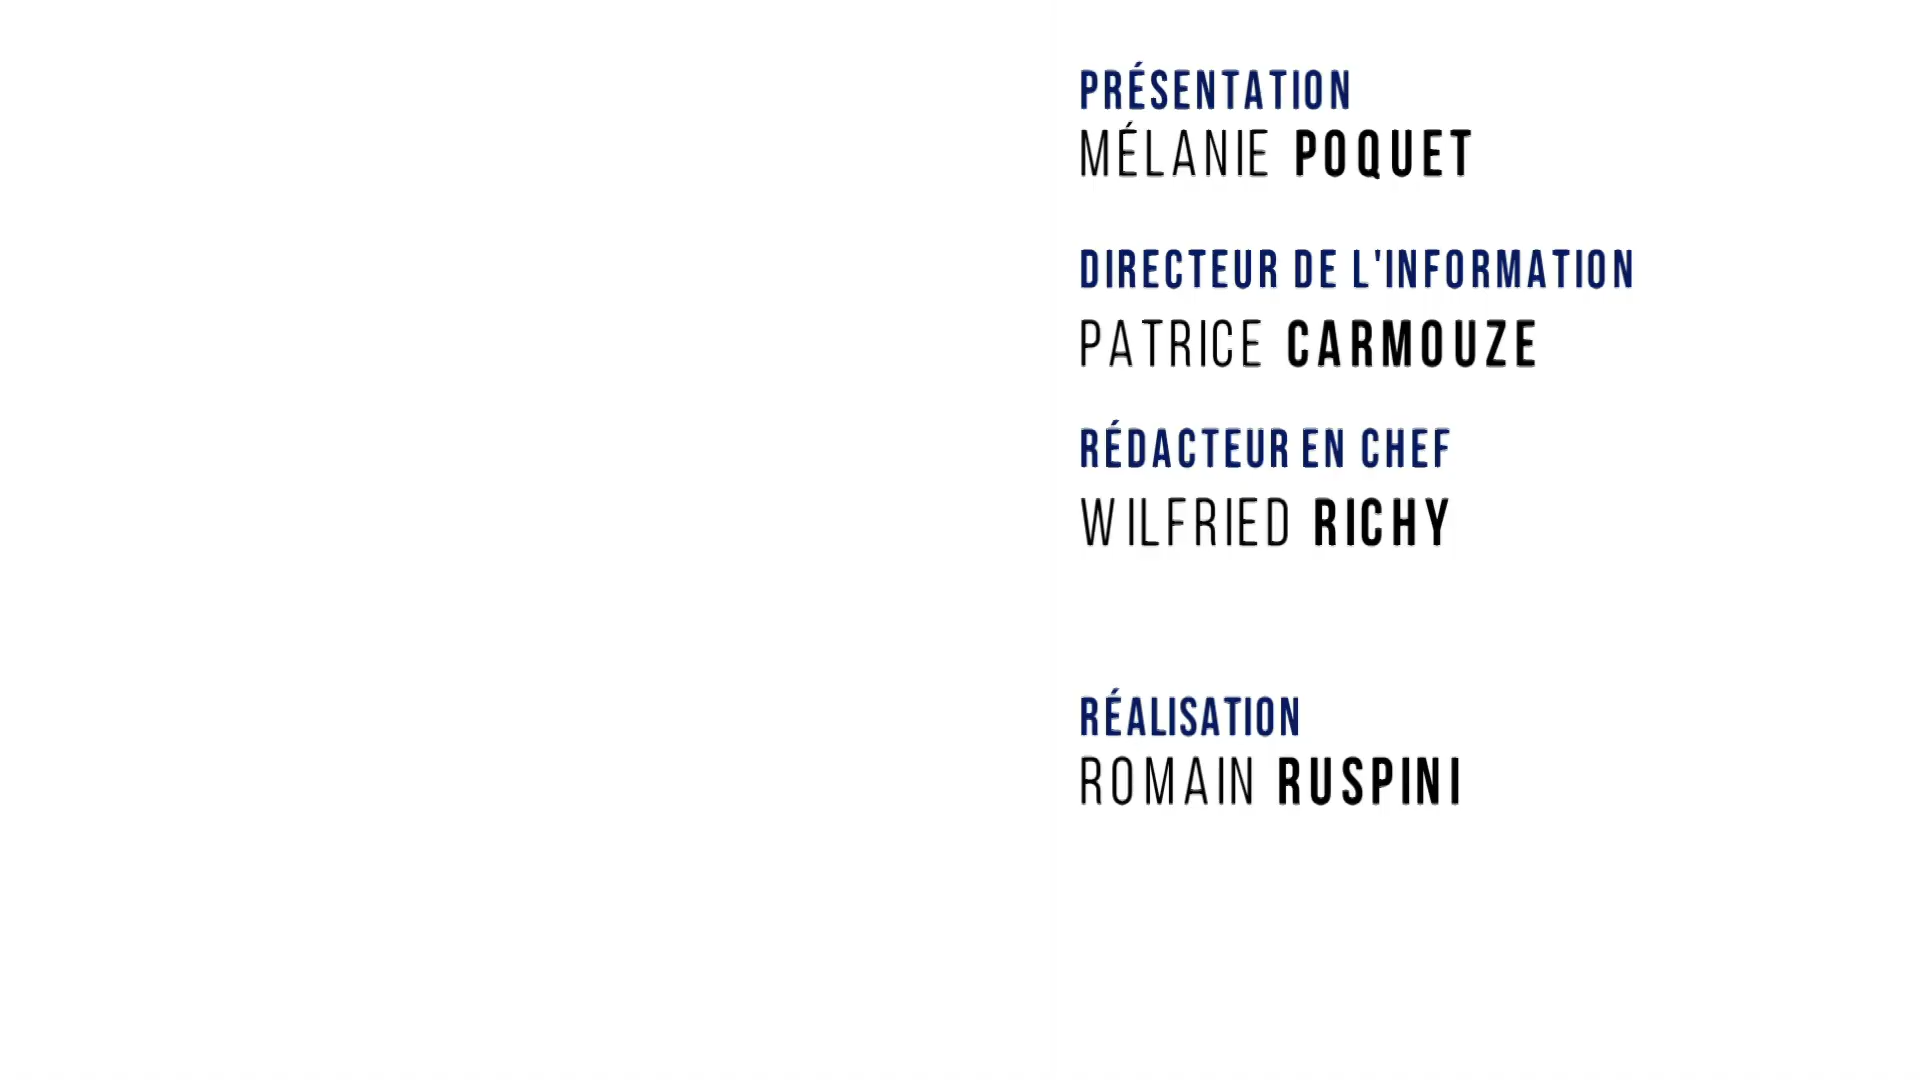 PRÉSENTATION
MÉLANIE POQUET
DIRECTEUR DE L'INFORMATION
PATRICE CARMOUZE
RÉDACTEUR EN CHEF
WILFRIED RICHY
RÉALISATION
ROMAIN RUSPINI